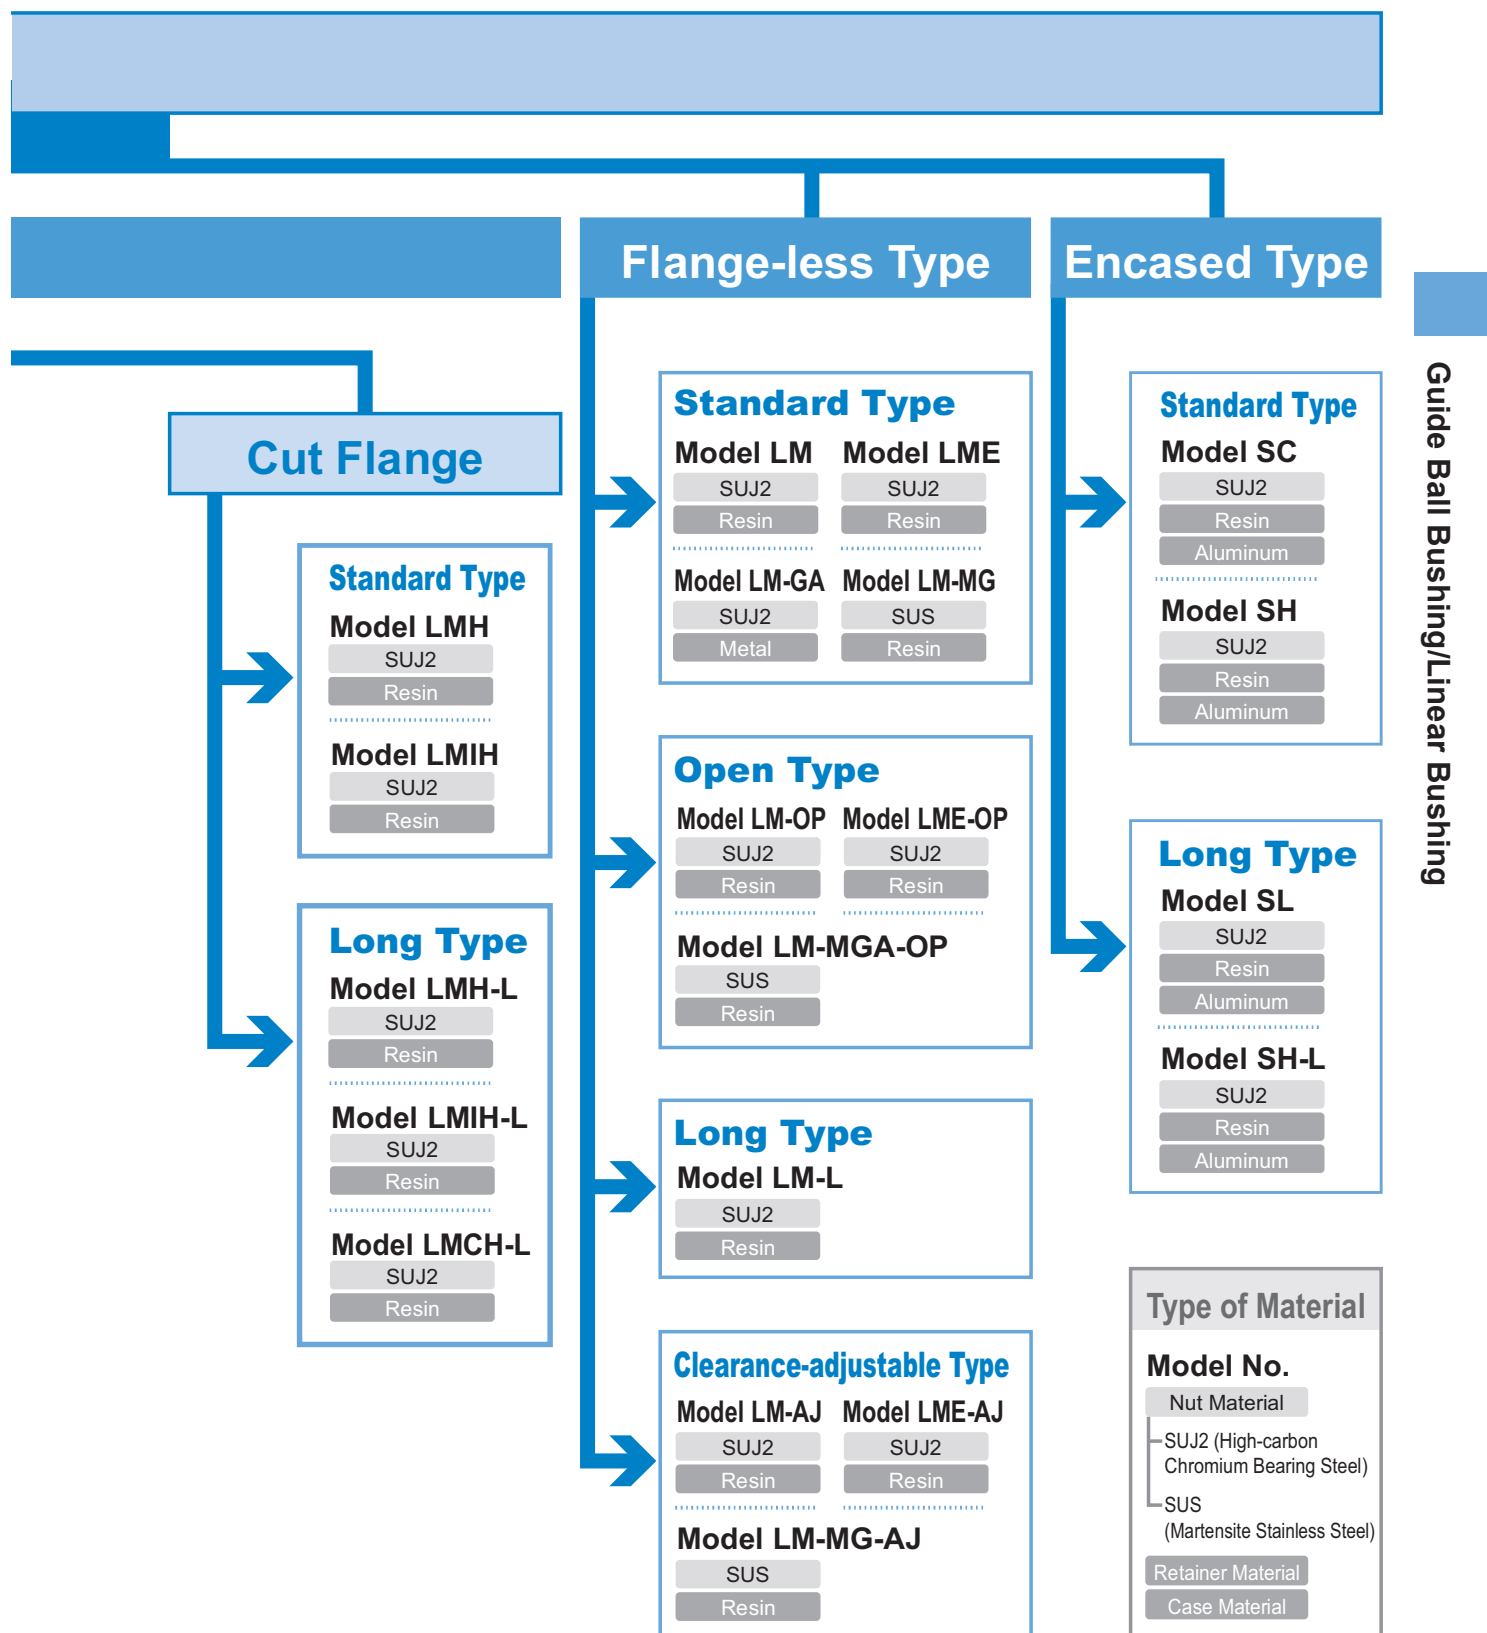 Flange-less Type
Encased Type
Cut Flange
Standard Type
Model LMH
SUJ2
Resin
Model LMIH
SUJ2
Resin
Long Type
Model LMH-L
SUJ2
Resin
Model LMIH-L
SUJ2
Resin
Model LMCH-L
SUJ2
Resin
Standard Type
Model LM
SUJ2
Resin
Model LME
SUJ2
Resin
Model LM-GA
SUJ2
Metal
Model LM-MG
SUS
Resin
Open Type
Model LM-OP
SUJ2
Resin
Model LME-OP
SUJ2
Resin
Model LM-MGA-OP
SUS
Resin
Long Type
Model LM-L
SUJ2
Resin
Clearance-adjustable Type
Model LM-AJ
SUJ2
Resin
Model LME-AJ
SUJ2
Resin
Model LM-MG-AJ
SUS
Resin
Standard Type
Model SC
SUJ2
Resin
Aluminum
Model SH
SUJ2
Resin
Aluminum
Long Type
Model SL
SUJ2
Resin
Aluminum
Model SH-L
SUJ2
Resin
Aluminum
Type of Material
Model No.
Nut Material
SUJ2 (High-carbon
Chromium Bearing Steel)
SUS
(Martensite Stainless Steel)
Retainer Material
Case Material
Guide Ball Bushing/Linear Bushing